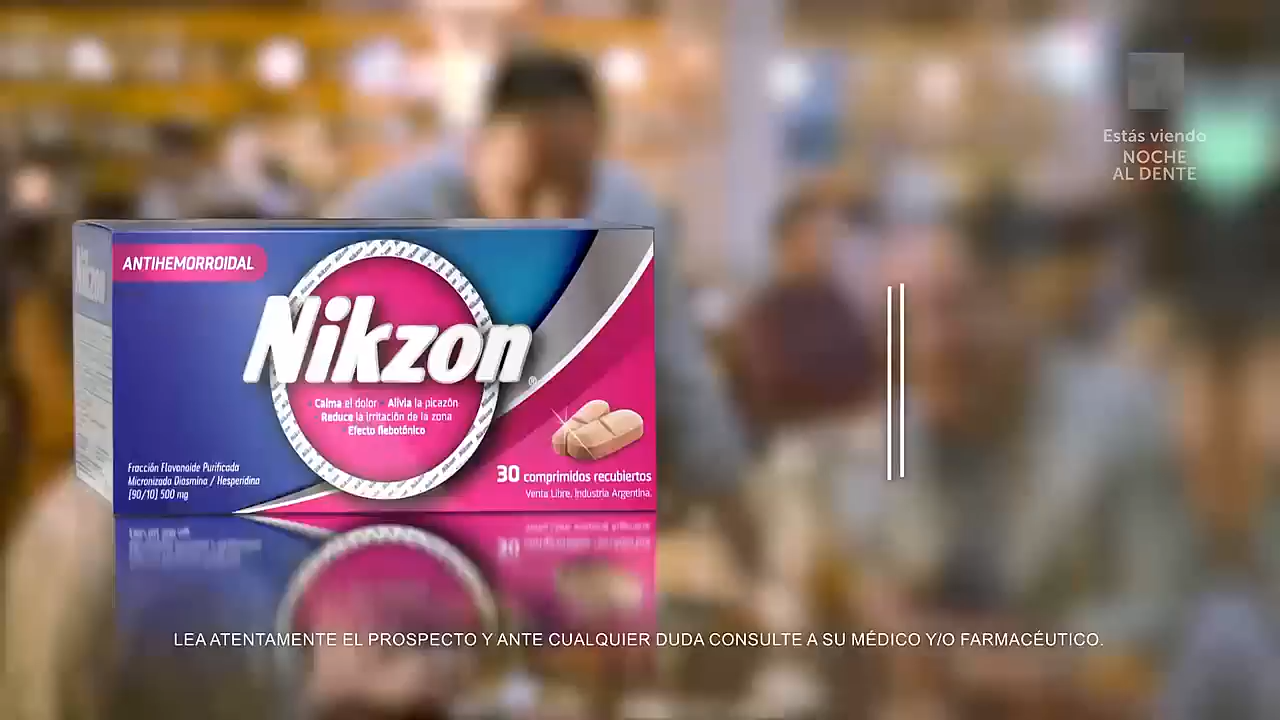 Estás viendo
NOCHE
AL DENTE
ANTIHEMORROIDAL
Nikzon
Nikzon®
Calma el dolor - Alivia la picazón
Reduce la irritación de la zona
Efecto flebotónico
Fracción Flavonoide Purificada
Micronizada Diosmina / Hesperidina
[90/10] 500 mg
30 comprimidos recubiertos
Venta Libre. Industria Argentina.
LEA ATENTAMENTE EL PROSPECTO Y ANTE CUALQUIER DUDA CONSULTE A SU MÉDICO Y/O FARMACÉUTICO.